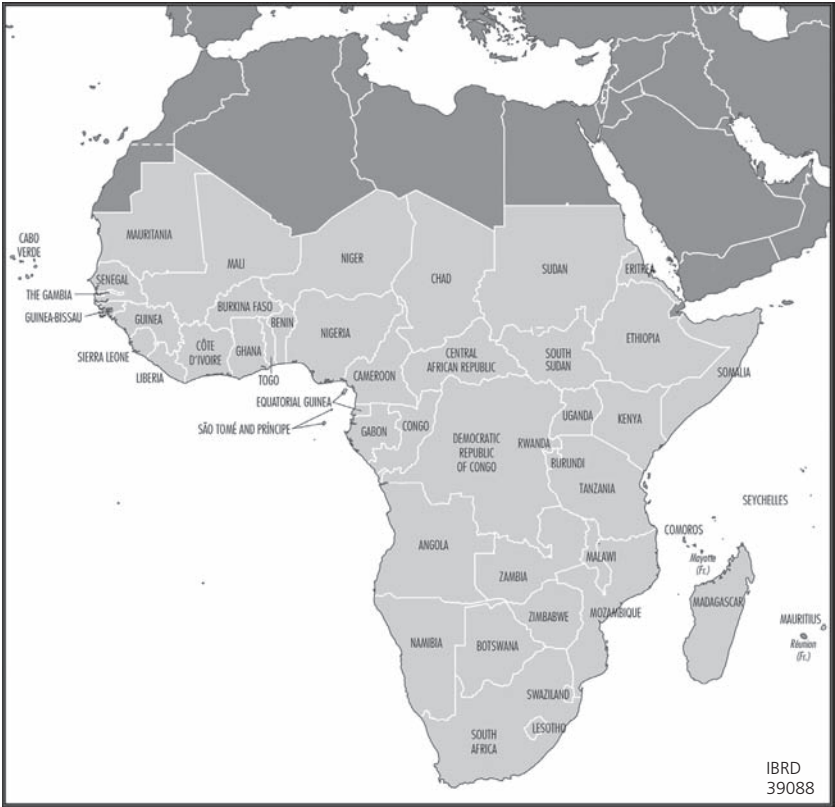 CABO
VERDE
MAURITANIA
MALI
NIGER
CHAD
SUDAN
ERITREA
SENEGAL
THE GAMBIA
GUINEA-BISSAU
GUINEA
BURKINA FASO
BENIN
NIGERIA
ETHIOPIA
SIERRA LEONE
CÔTE
D'IVOIRE
GHANA
LIBERIA
TOGO
CAMEROON
CENTRAL
AFRICAN REPUBLIC
SOUTH
SUDAN
SOMALIA
EQUATORIAL GUINEA
SÃO TOMÉ AND PRÍNCIPE
GABON
CONGO
DEMOCRATIC
REPUBLIC
OF CONGO
UGANDA
KENYA
RWANDA
BURUNDI
TANZANIA
SEYCHELLES
COMOROS
Mayotte
(Fr.)
ANGOLA
ZAMBIA
MALAWI
MOZAMBIQUE
MADAGASCAR
MAURITIUS
Réunion
(Fr.)
ZIMBABWE
NAMIBIA
BOTSWANA
SWAZILAND
LESOTHO
SOUTH
AFRICA
IBRD
39088